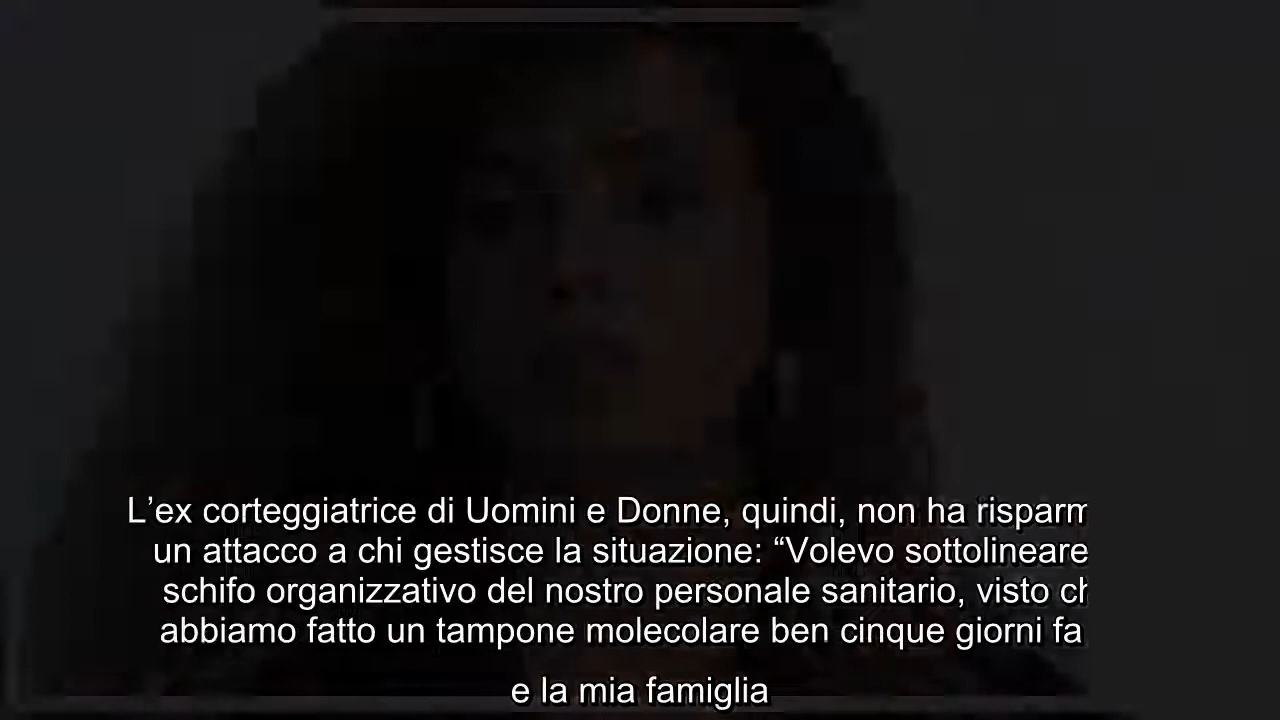 L’ex corteggiatrice di Uomini e Donne, quindi, non ha risparm
un attacco a chi gestisce la situazione: “Volevo sottolineare
schifo organizzativo del nostro personale sanitario, visto ch
abbiamo fatto un tampone molecolare ben cinque giorni fa
e la mia famiglia